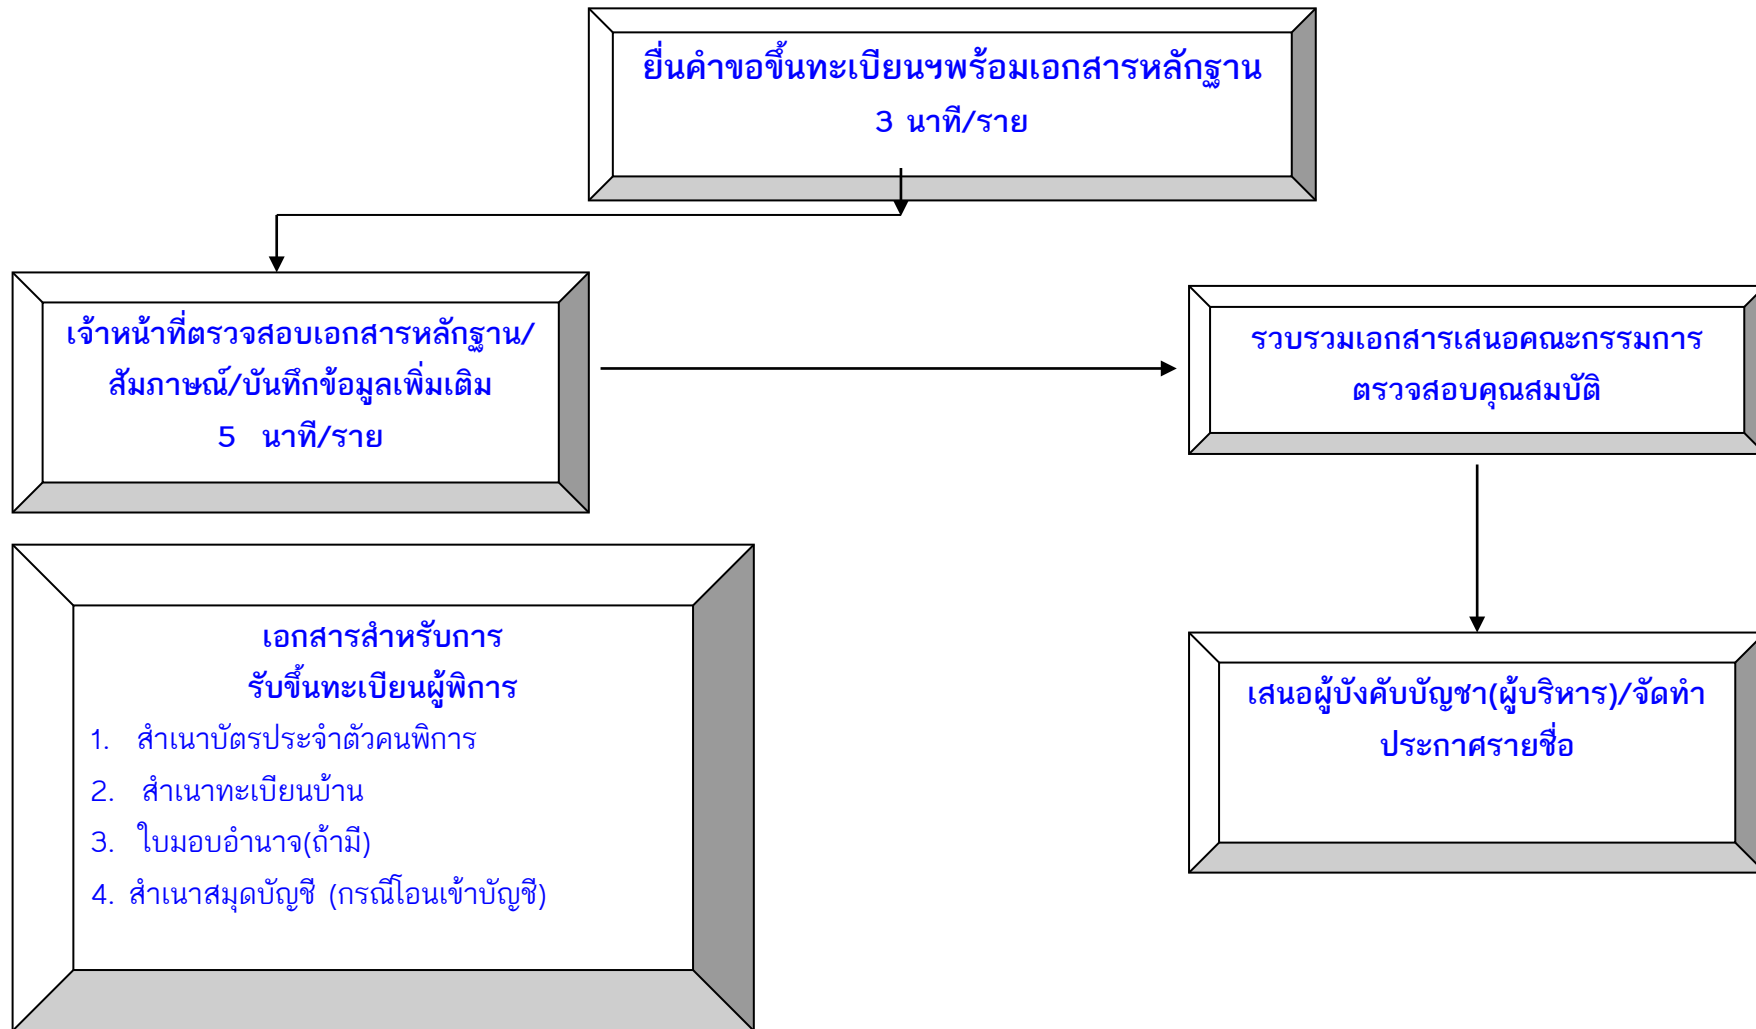 ยื่นคำขอขึ้นทะเบียนฯพร้อมเอกสารหลักฐาน
3 นาที/ราย
เจ้าหน้าที่ตรวจสอบเอกสารหลักฐาน/
สัมภาษณ์/บันทึกข้อมูลเพิ่มเติม
5 นาที/ราย
รวบรวมเอกสารเสนอคณะกรรมการ
ตรวจสอบคุณสมบัติ
เสนอผู้บังคับบัญชา(ผู้บริหาร)/จัดทำ
ประกาศรายชื่อ
เอกสารสำหรับการ
รับขึ้นทะเบียนผู้พิการ
1. สำเนาบัตรประจำตัวคนพิการ
2. สำเนาทะเบียนบ้าน
3. ใบมอบอำนาจ(ถ้ามี)
4. สำเนาสมุดบัญชี (กรณีโอนเข้าบัญชี)